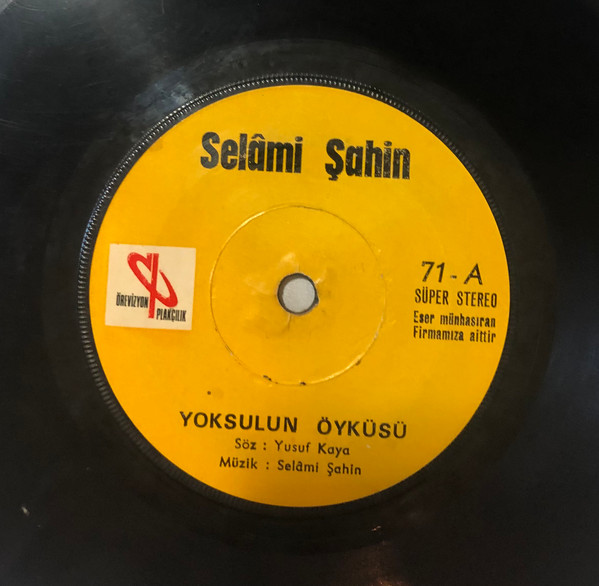 Selâmi Şahin
ÖREVİZYON
PLAKÇILIK
71-A
SÜPER STEREO
Eser münhasıran
Firmamıza aittir
YOKSULUN ÖYKÜSÜ
Söz : Yusuf Kaya
Müzik : Selâmi Şahin